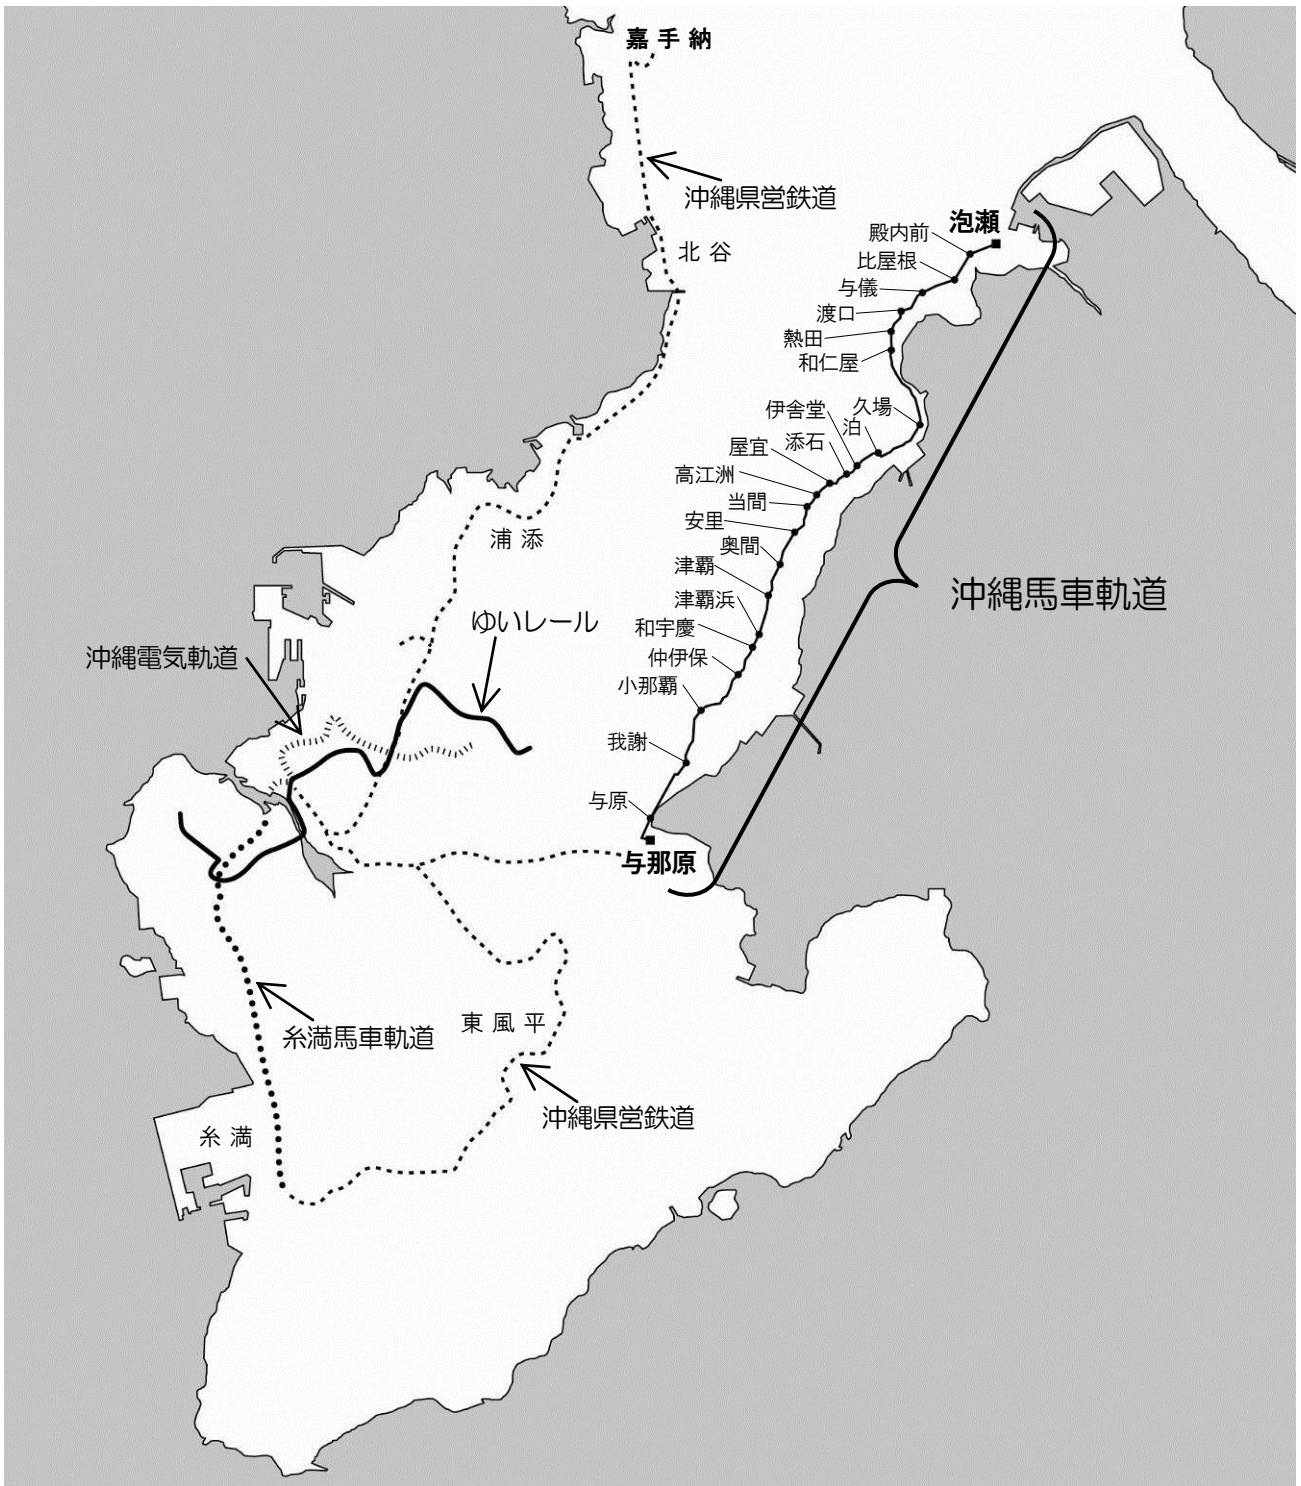 嘉手納
沖縄県営鉄道
北谷
泡瀬
殿内前
比屋根
与儀
渡口
熱田
和仁屋
久場
伊舎堂
泊
添石
屋宜
高江洲
当間
安里
奥間
津覇
津覇浜
和宇慶
仲伊保
小那覇
我謝
与原
与那原
沖縄馬車軌道
浦添
ゆいレール
沖縄電気軌道
糸満馬車軌道
東風平
沖縄県営鉄道
糸満